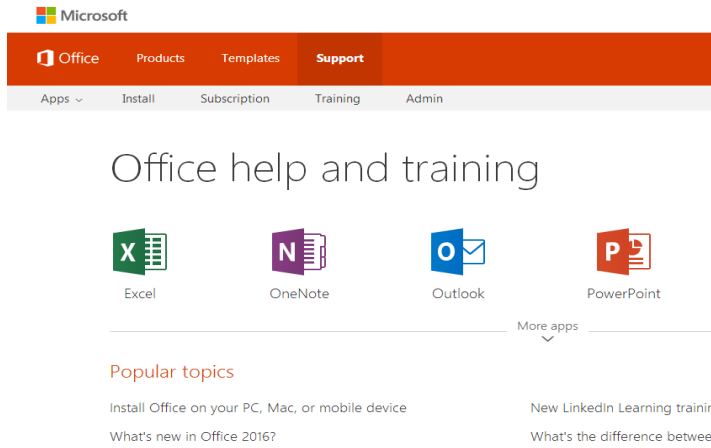 Microsoft
Office Products Templates Support
Apps Install Subscription Training Admin
Office help and training
X N O P
Excel OneNote Outlook PowerPoint
More apps
Popular topics
Install Office on your PC, Mac, or mobile device New LinkedIn Learning
What's new in Office 2016? What's the difference